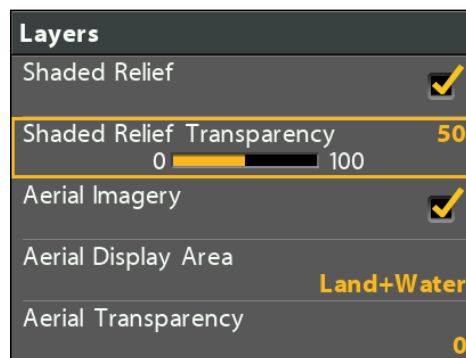 Layers
Shaded Relief
Shaded Relief Transparency 50
0 100
Aerial Imagery
Aerial Display Area
Land+Water
Aerial Transparency
0